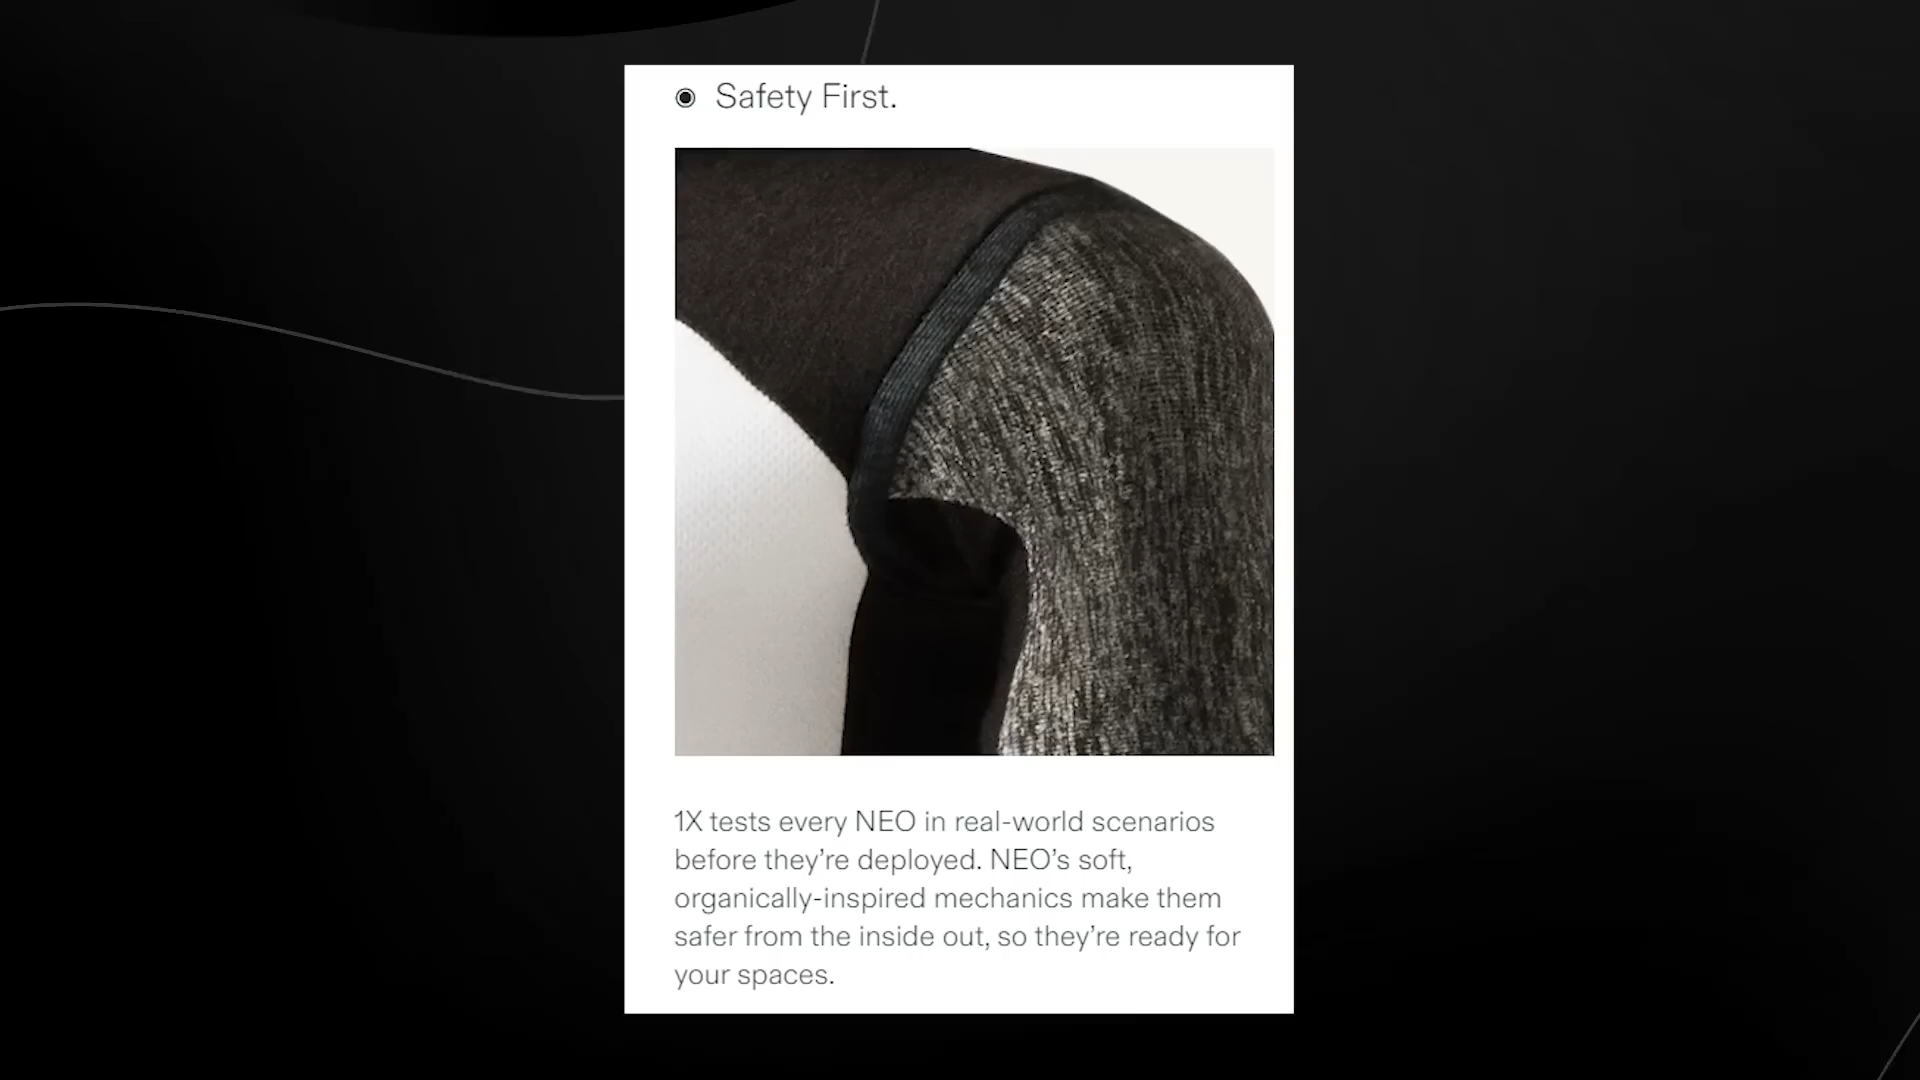 Safety First.
1X tests every NEO in real-world scenarios
before they’re deployed. NEO’s soft,
organically-inspired mechanics make them
safer from the inside out, so they’re ready for
your spaces.